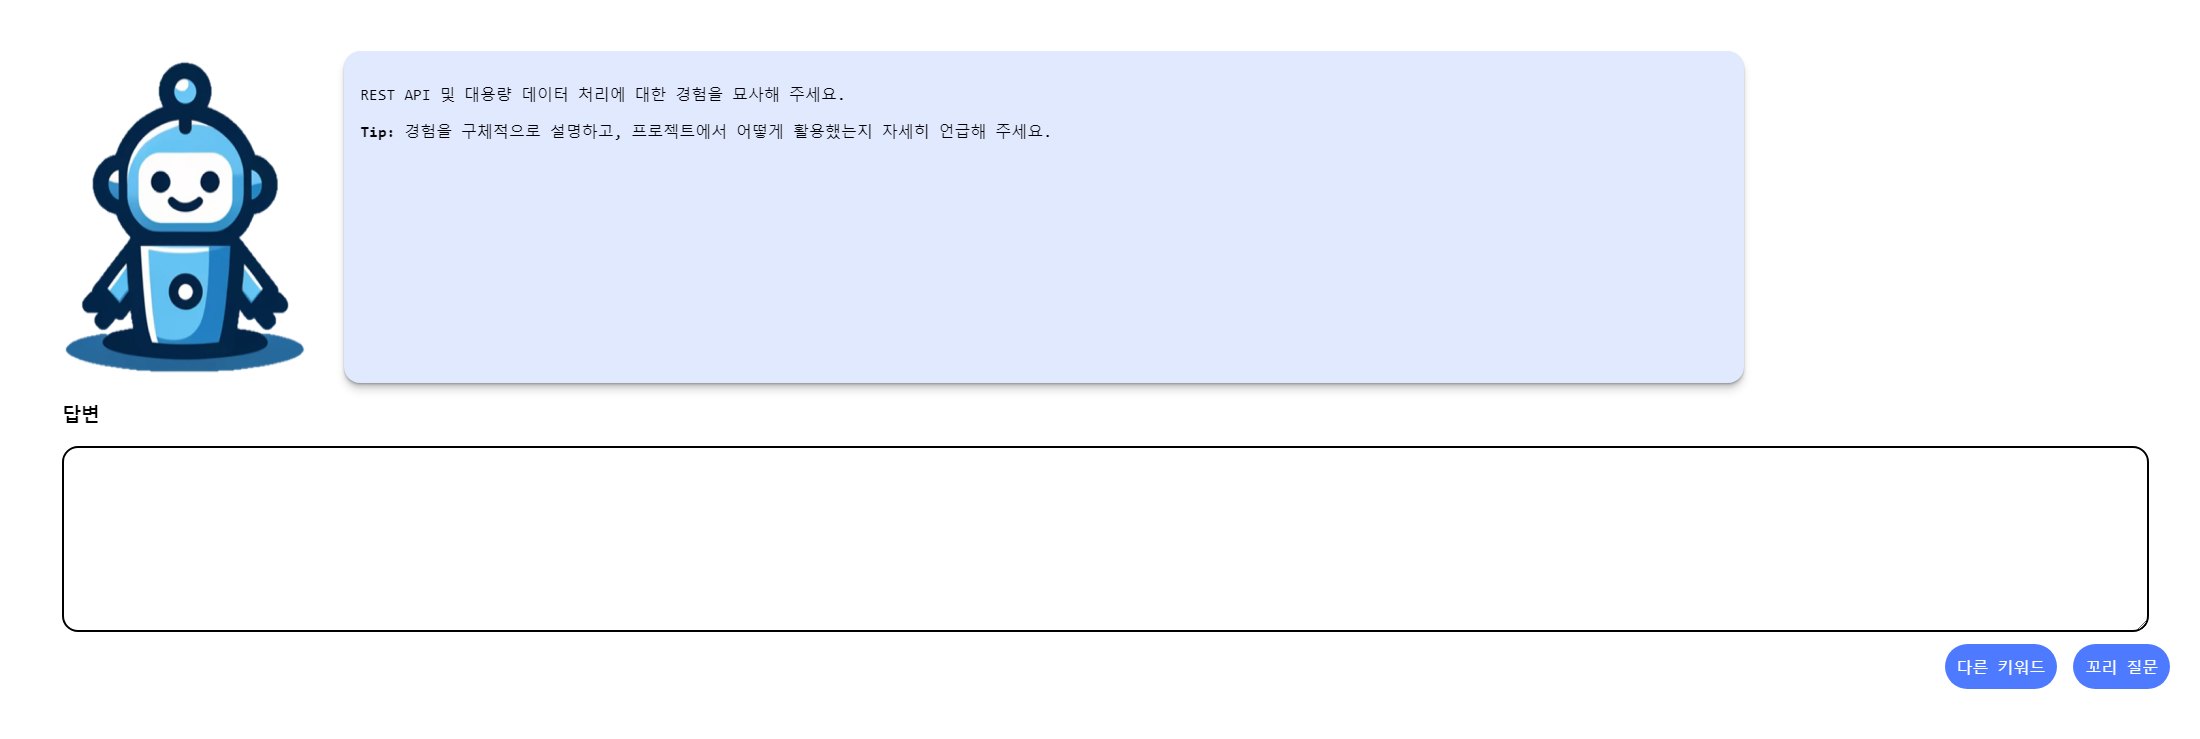 REST API 및 대용량 데이터 처리에 대한 경험을 묘사해 주세요.
Tip: 경험을 구체적으로 설명하고, 프로젝트에서 어떻게 활용했는지 자세히 언급해 주세요.
답변
다른 키워드 꼬리 질문